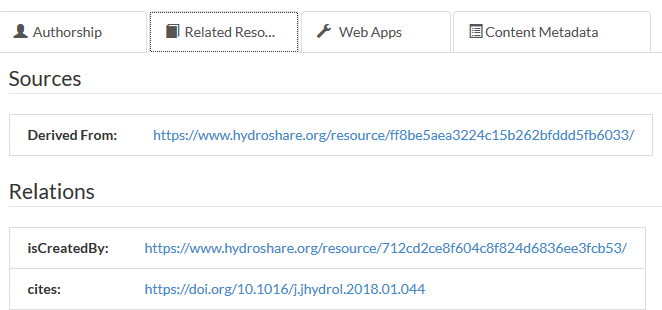 Authorship Related Reso... Web Apps Content Metadata
Sources
Derived From: https://www.hydroshare.org/resource/ff8be5aea3224c15b262bfddd5fb6033/
Relations
isCreatedBy: https://www.hydroshare.org/resource/712cd2ce8f604c8f824d6836ee3fcb53/
cites: https://doi.org/10.1016/j.jhydrol.2018.01.044